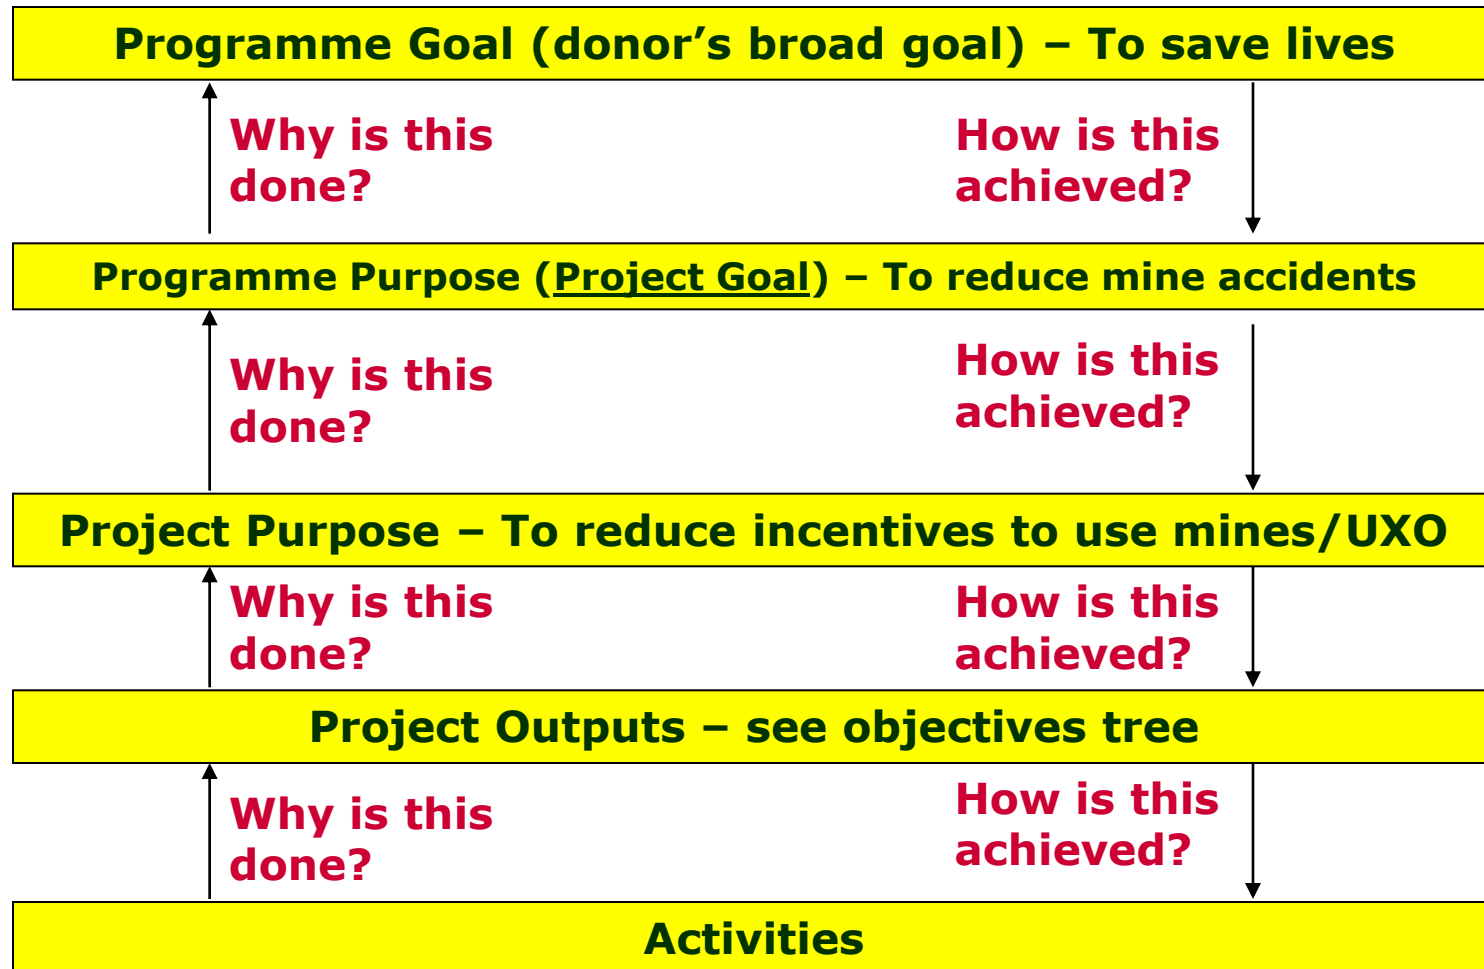 Programme Goal (donor’s broad goal) – To save lives
Why is this
done?
How is this
achieved?
Programme Purpose (Project Goal) – To reduce mine accidents
Why is this
done?
How is this
achieved?
Project Purpose – To reduce incentives to use mines/UXO
Why is this
done?
How is this
achieved?
Project Outputs – see objectives tree
Why is this
done?
How is this
achieved?
Activities